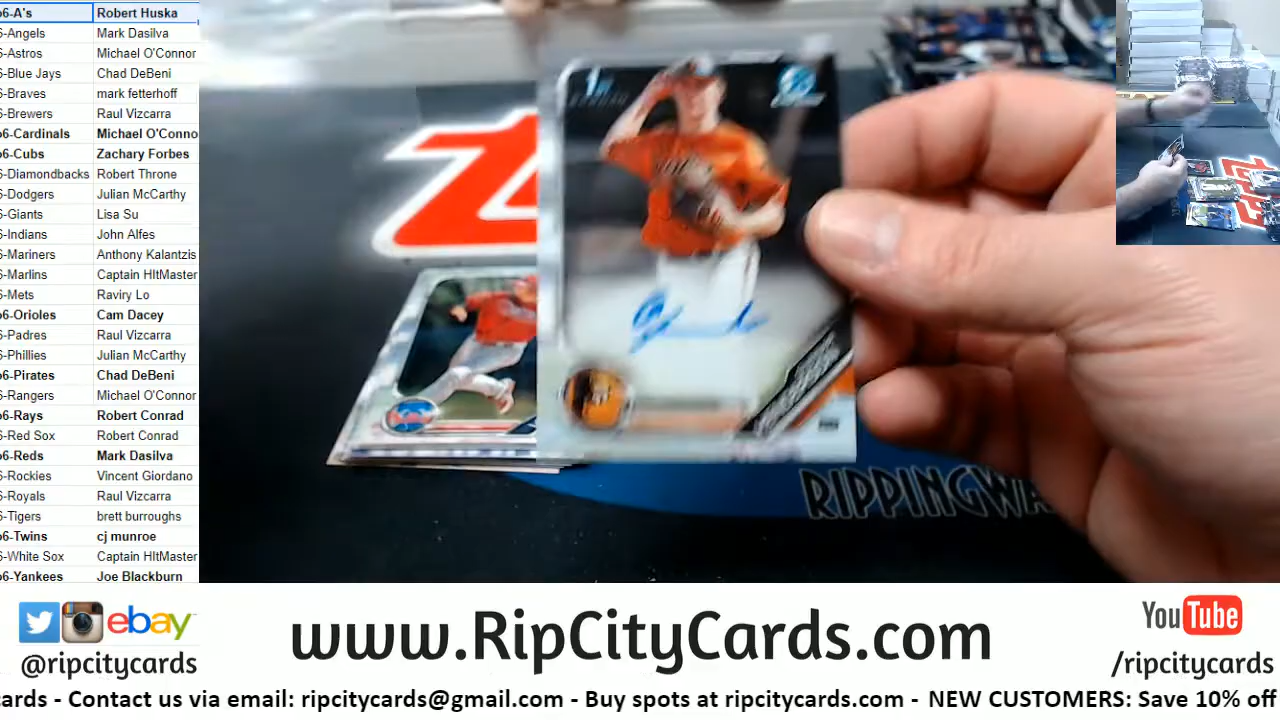 6-A's Robert Huska
6-Angels Mark Dasilva
6-Astros Michael O'Connor
6-Blue Jays Chad DeBeni
6-Braves mark fetterhoff
6-Brewers Raul Vizcarra
6-Cardinals Michael O'Conno
6-Cubs Zachary Forbes
6-Diamondbacks Robert Throne
6-Dodgers Julian McCarthy
6-Giants Lisa Su
6-Indians John Alfes
6-Mariners Anthony Kalantzis
6-Marlins Captain HItMaster
6-Mets Raviry Lo
6-Orioles Cam Dacey
6-Padres Raul Vizcarra
6-Phillies Julian McCarthy
6-Pirates Chad DeBeni
6-Rangers Michael O'Connor
6-Rays Robert Conrad
6-Red Sox Robert Conrad
6-Reds Mark Dasilva
6-Rockies Vincent Giordano
6-Royals Raul Vizcarra
6-Tigers brett burroughs
6-Twins cj munroe
6-White Sox Captain HItMaster
6-Yankees Joe Blackburn
1st
RIPPINGWA
ebay
@ripcitycards
www.RipCityCards.com
YouTube
/ripcitycards
cards - Contact us via email: ripcitycards@gmail.com - Buy spots at ripcitycards.com - NEW CUSTOMERS: Save 10% off